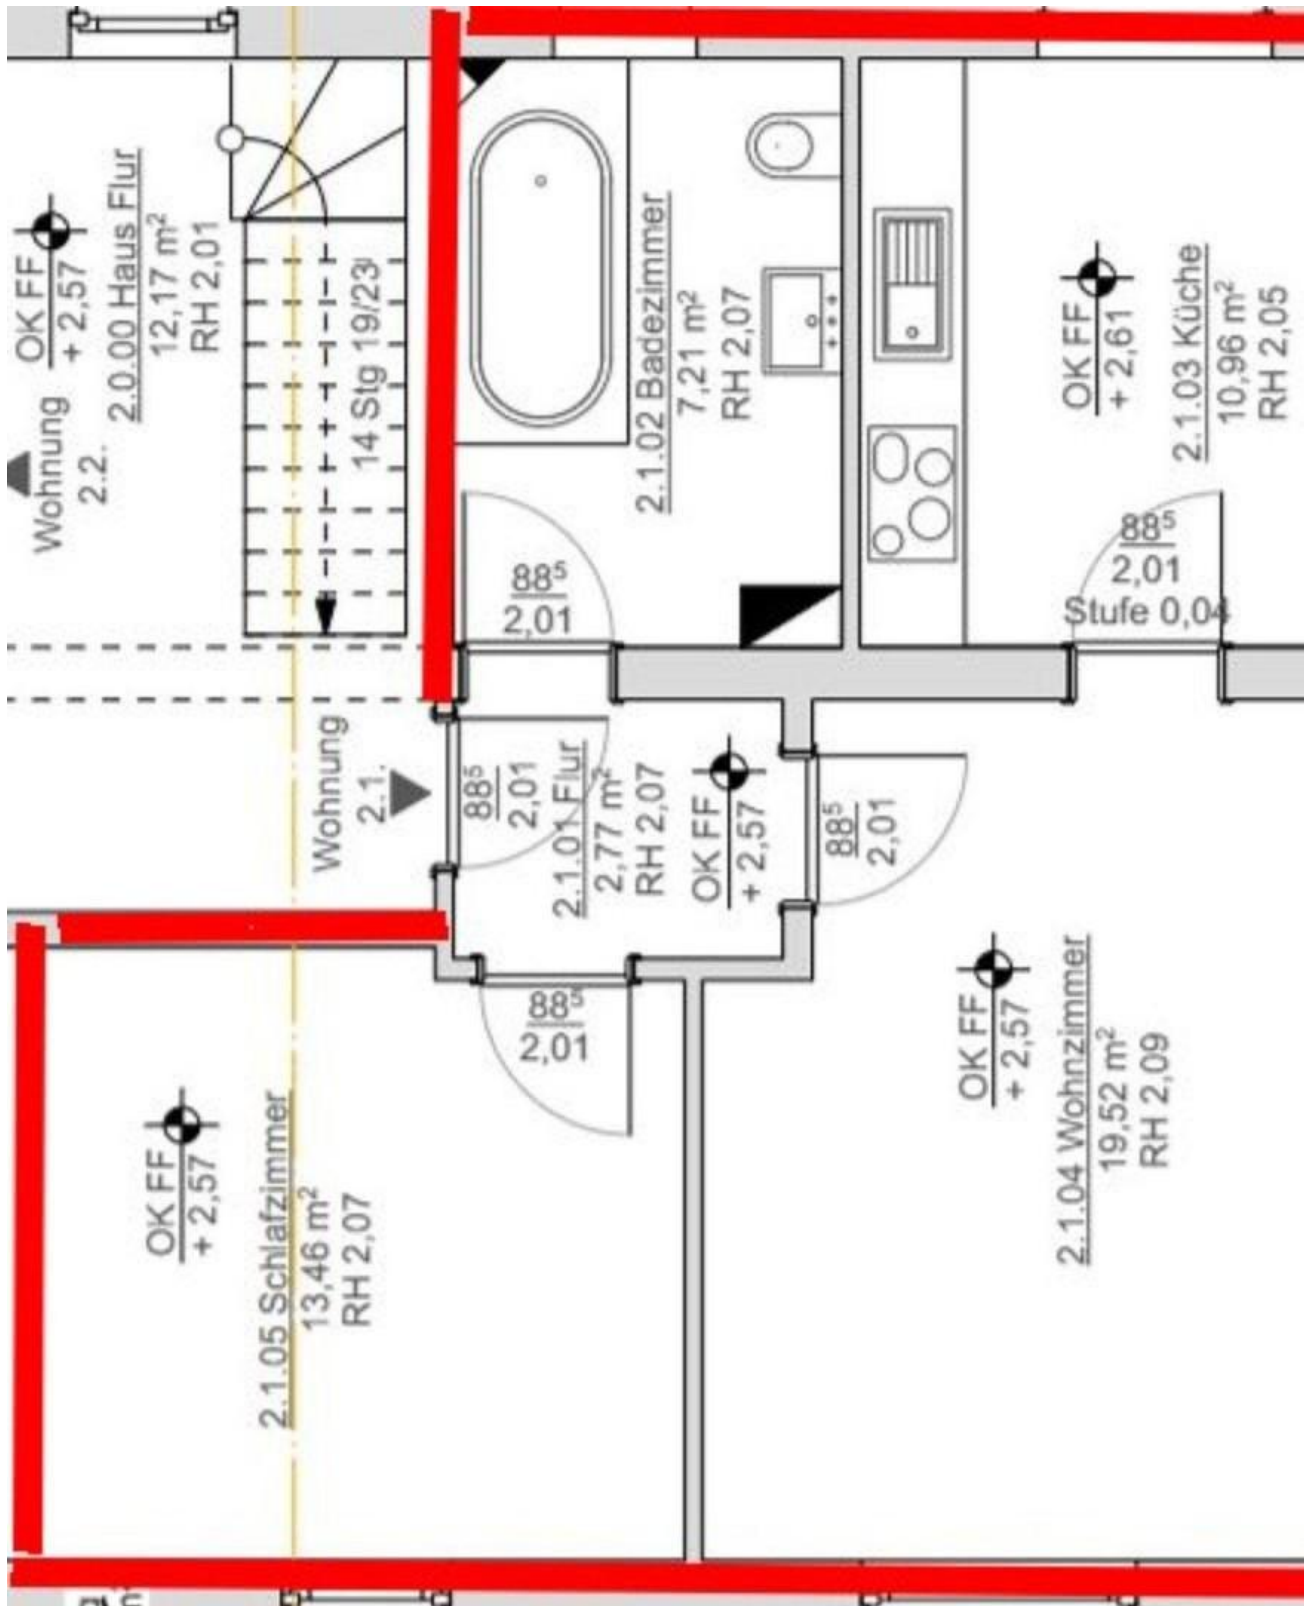 OK FF
+ 2,57
2.0.00 Haus Flur
12,17 m²
RH 2,01
Wohnung
2.2.
14 Stg 19/23
2.1.02 Badezimmer
7,21 m²
RH 2,07
OK FF
+ 2,61
2.1.03 Küche
10,96 m²
RH 2,05
88⁵
2,01
88⁵
2,01
Stufe 0,04
Wohnung
2.1.
88⁵
2,01
2.1.01 Flur
2,77 m²
RH 2,07
OK FF
+ 2,57
88⁵
2,01
88⁵
2,01
OK FF
+ 2,57
2.1.04 Wohnzimmer
19,52 m²
RH 2,09
OK FF
+ 2,57
2.1.05 Schlafzimmer
13,46 m²
RH 2,07